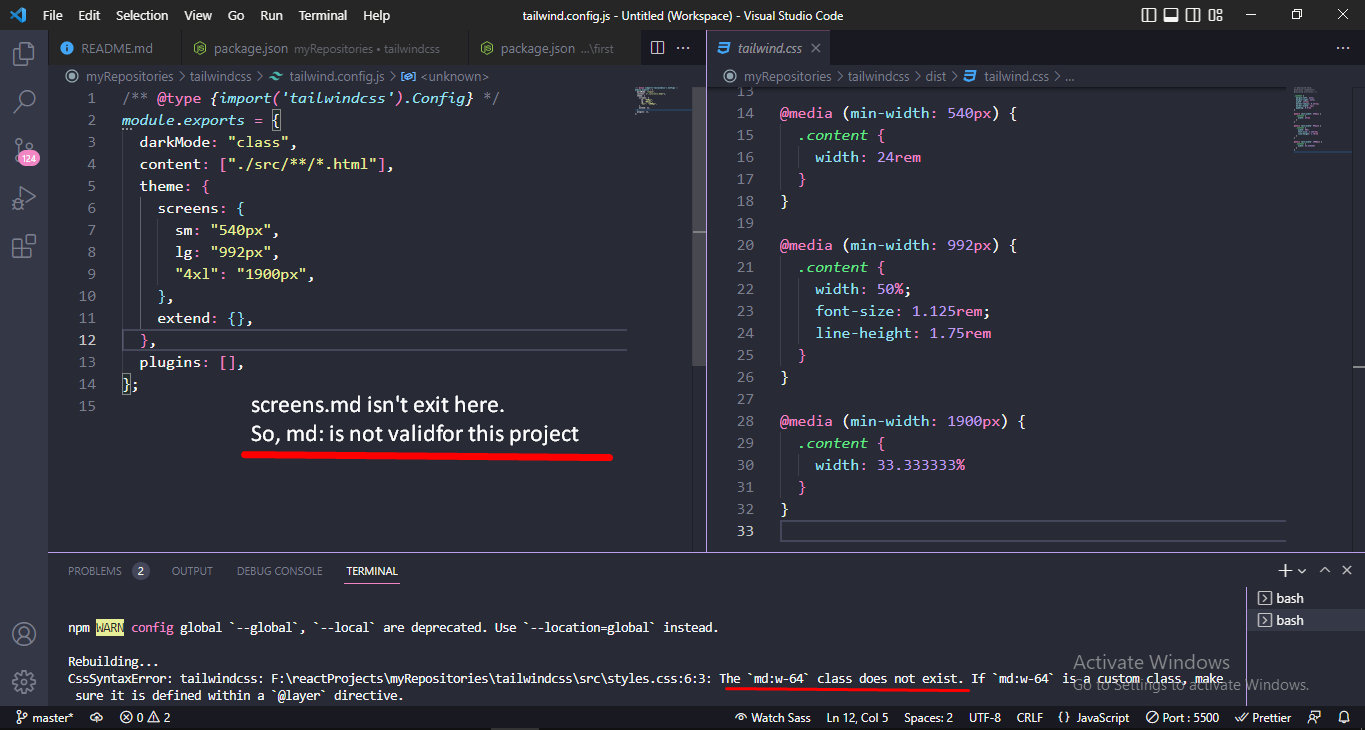 File Edit Selection View Go Run Terminal Help
tailwind.config.js - Untitled (Workspace) - Visual Studio Code
README.md
package.json myRepositories • tailwindcss
package.json ...\first
myRepositories > tailwindcss > tailwind.config.js > <unknown>
1 /** @type {import('tailwindcss').Config} */
2 module.exports = {
3 darkMode: "class",
4 content: ["./src/**/*.html"],
5 theme: {
6 screens: {
7 sm: "540px",
8 lg: "992px",
9 "4xl": "1900px",
10 },
11 extend: {},
12 },
13 plugins: [],
14 };
15
screens.md isn't exit here.
So, md: is not validfor this project
tailwind.css
myRepositories > tailwindcss > dist > tailwind.css > ...
13
14 @media (min-width: 540px) {
15 .content {
16 width: 24rem
17 }
18 }
19
20 @media (min-width: 992px) {
21 .content {
22 width: 50%;
23 font-size: 1.125rem;
24 line-height: 1.75rem
25 }
26 }
27
28 @media (min-width: 1900px) {
29 .content {
30 width: 33.333333%
31 }
32 }
33
124
PROBLEMS 2 OUTPUT DEBUG CONSOLE TERMINAL
npm WARN config global `--global`, `--local` are deprecated. Use `--location=global` instead.
Rebuilding...
CssSyntaxError: tailwindcss: F:\reactProjects\myRepositories\tailwindcss\src\styles.css:6:3: The `md:w-64` class does not exist. If `md:w-64` is a custom class, make
sure it is defined within a `@layer` directive.
bash
bash
Activate Windows
Go to Settings to activate Windows.
master* 0 2
Watch Sass Ln 12, Col 5 Spaces: 2 UTF-8 CRLF {} JavaScript Port : 5500 Prettier